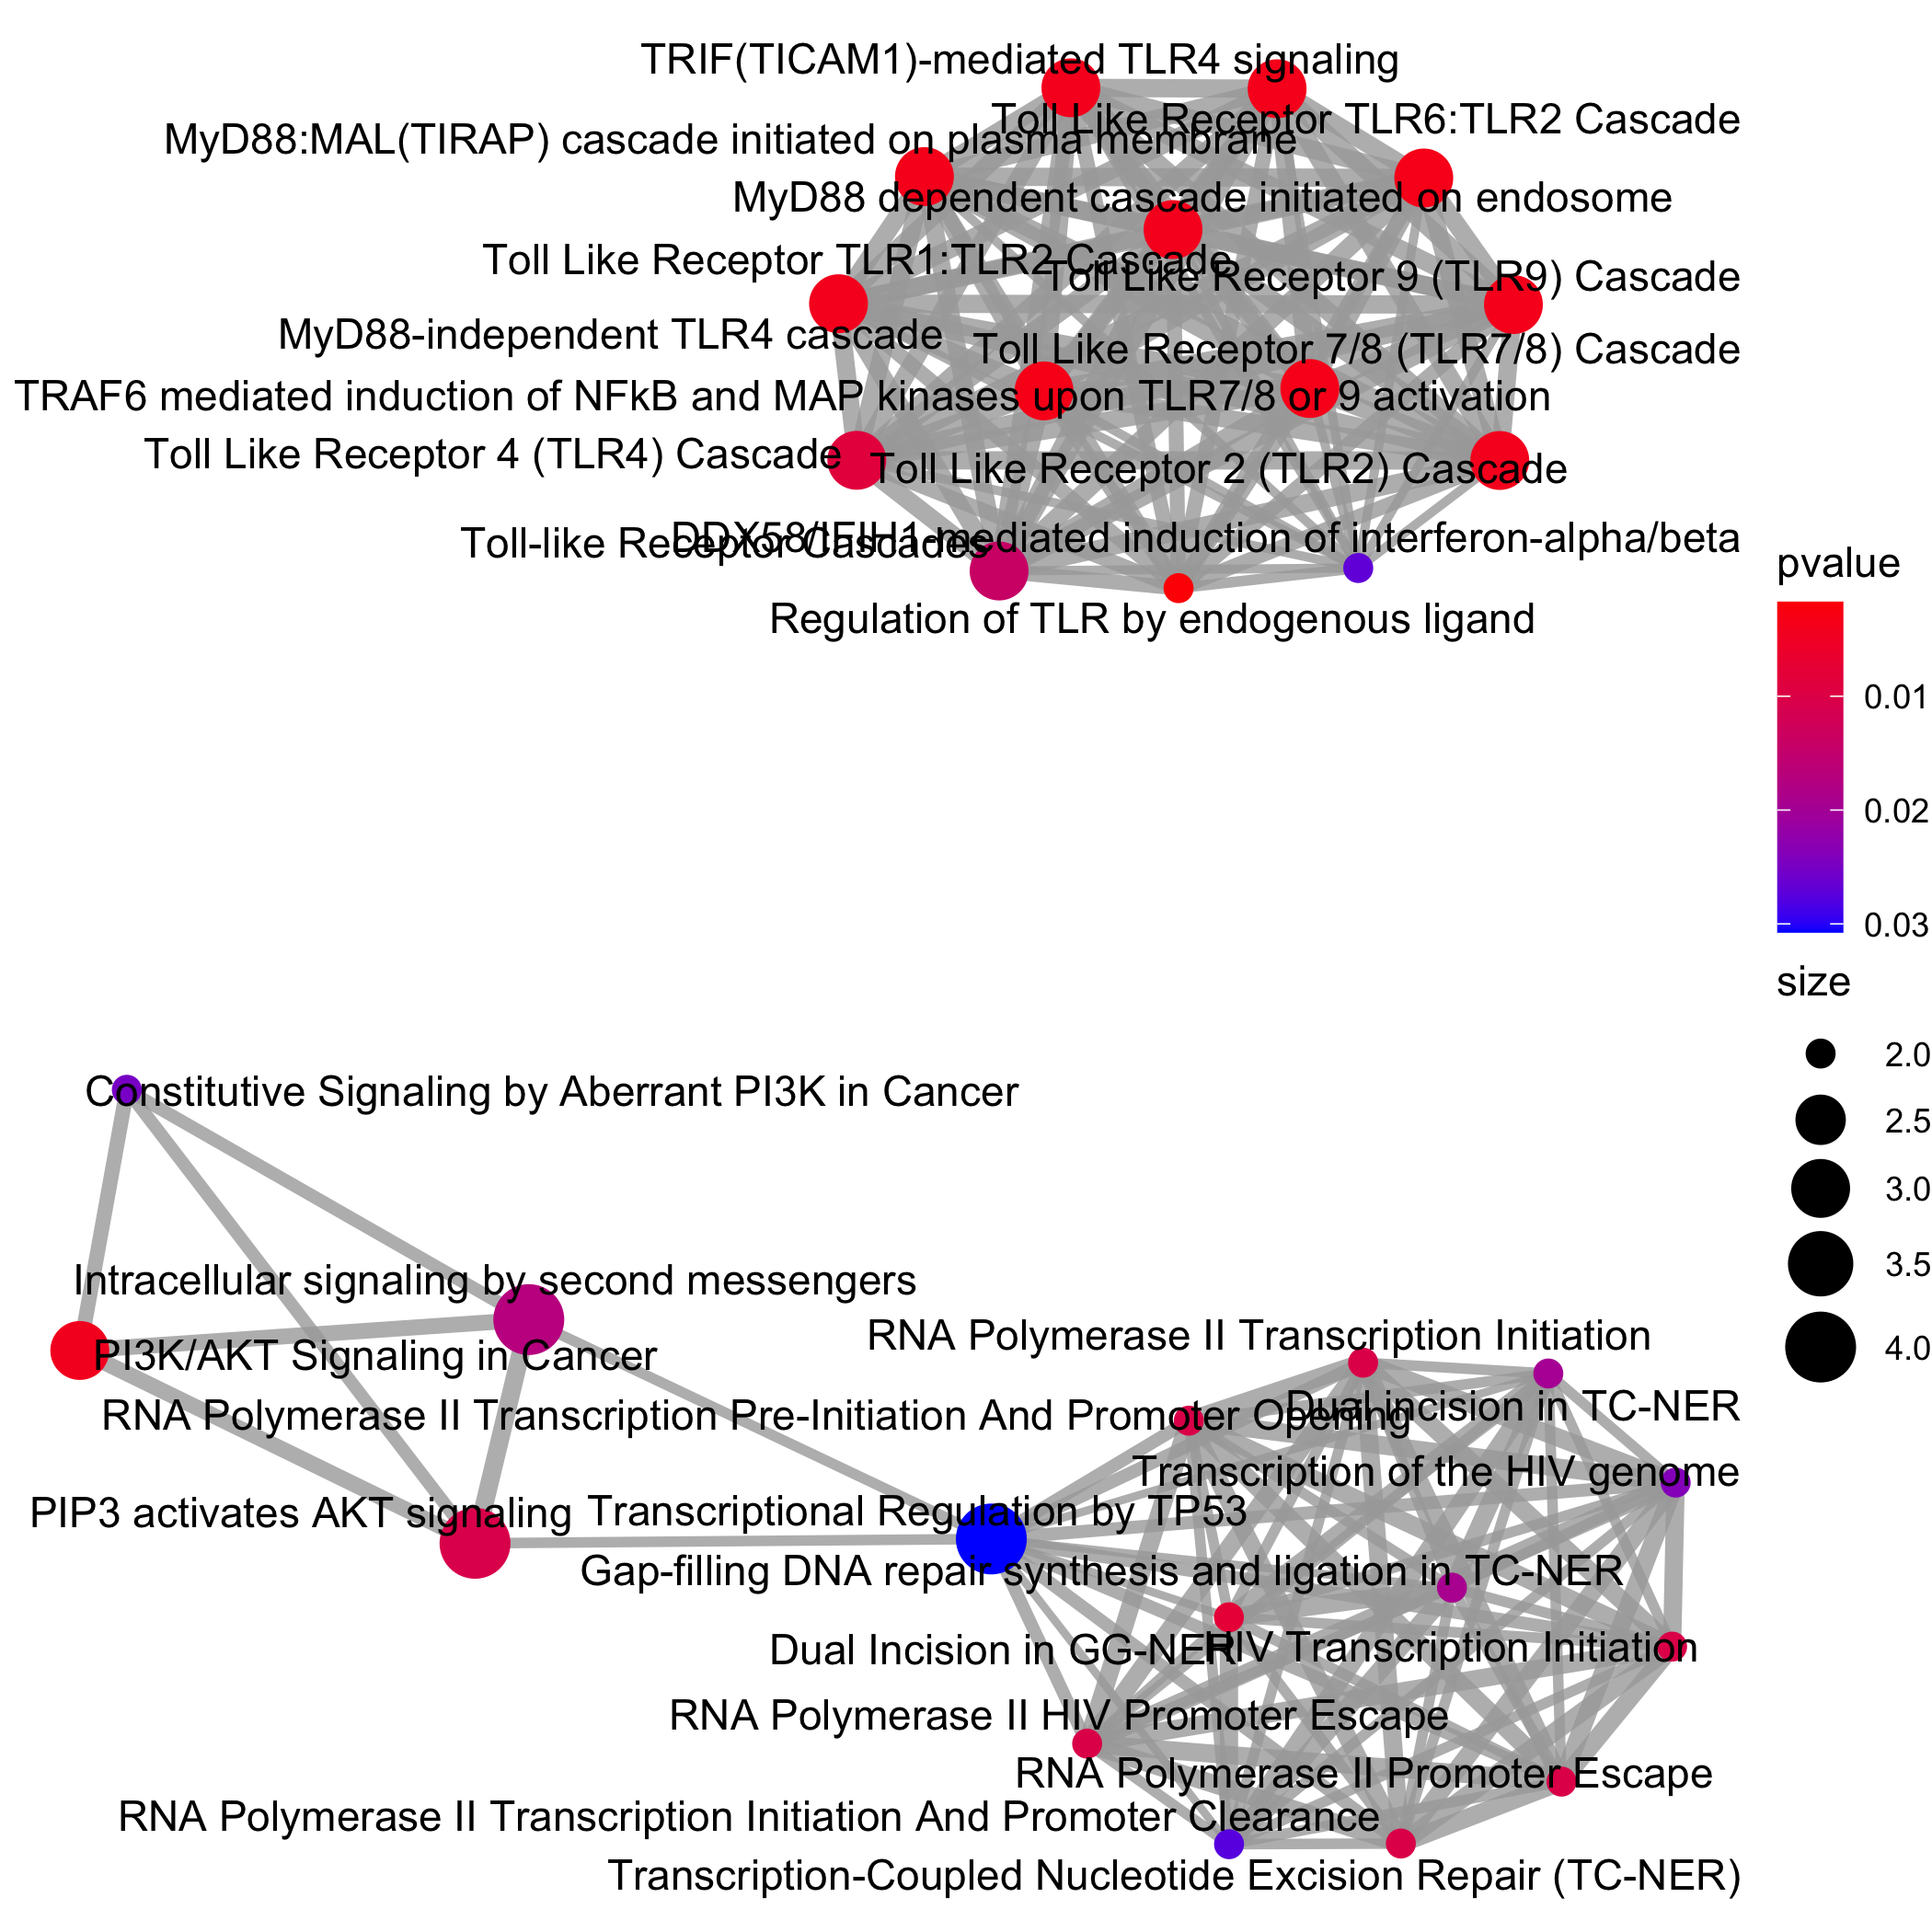 TRIF(TICAM1)-mediated TLR4 signaling
Toll Like Receptor TLR6:TLR2 Cascade
MyD88:MAL(TIRAP) cascade initiated on plasma membrane
MyD88 dependent cascade initiated on endosome
Toll Like Receptor TLR1:TLR2 Cascade
Toll Like Receptor 9 (TLR9) Cascade
MyD88-independent TLR4 cascade
Toll Like Receptor 7/8 (TLR7/8) Cascade
TRAF6 mediated induction of NFkB and MAP kinases upon TLR7/8 or 9 activation
Toll Like Receptor 4 (TLR4) Cascade
Toll Like Receptor 2 (TLR2) Cascade
DDX58/IFIH1-mediated induction of interferon-alpha/beta
Toll-like Receptor Cascades
Regulation of TLR by endogenous ligand
pvalue
0.01
0.02
0.03
size
2.0
2.5
3.0
3.5
4.0
Constitutive Signaling by Aberrant PI3K in Cancer
Intracellular signaling by second messengers
RNA Polymerase II Transcription Initiation
PI3K/AKT Signaling in Cancer
Dual incision in TC-NER
RNA Polymerase II Transcription Pre-Initiation And Promoter Opening
Transcription of the HIV genome
PIP3 activates AKT signaling
Transcriptional Regulation by TP53
Gap-filling DNA repair synthesis and ligation in TC-NER
Dual Incision in GG-NER
HIV Transcription Initiation
RNA Polymerase II HIV Promoter Escape
RNA Polymerase II Promoter Escape
RNA Polymerase II Transcription Initiation And Promoter Clearance
Transcription-Coupled Nucleotide Excision Repair (TC-NER)